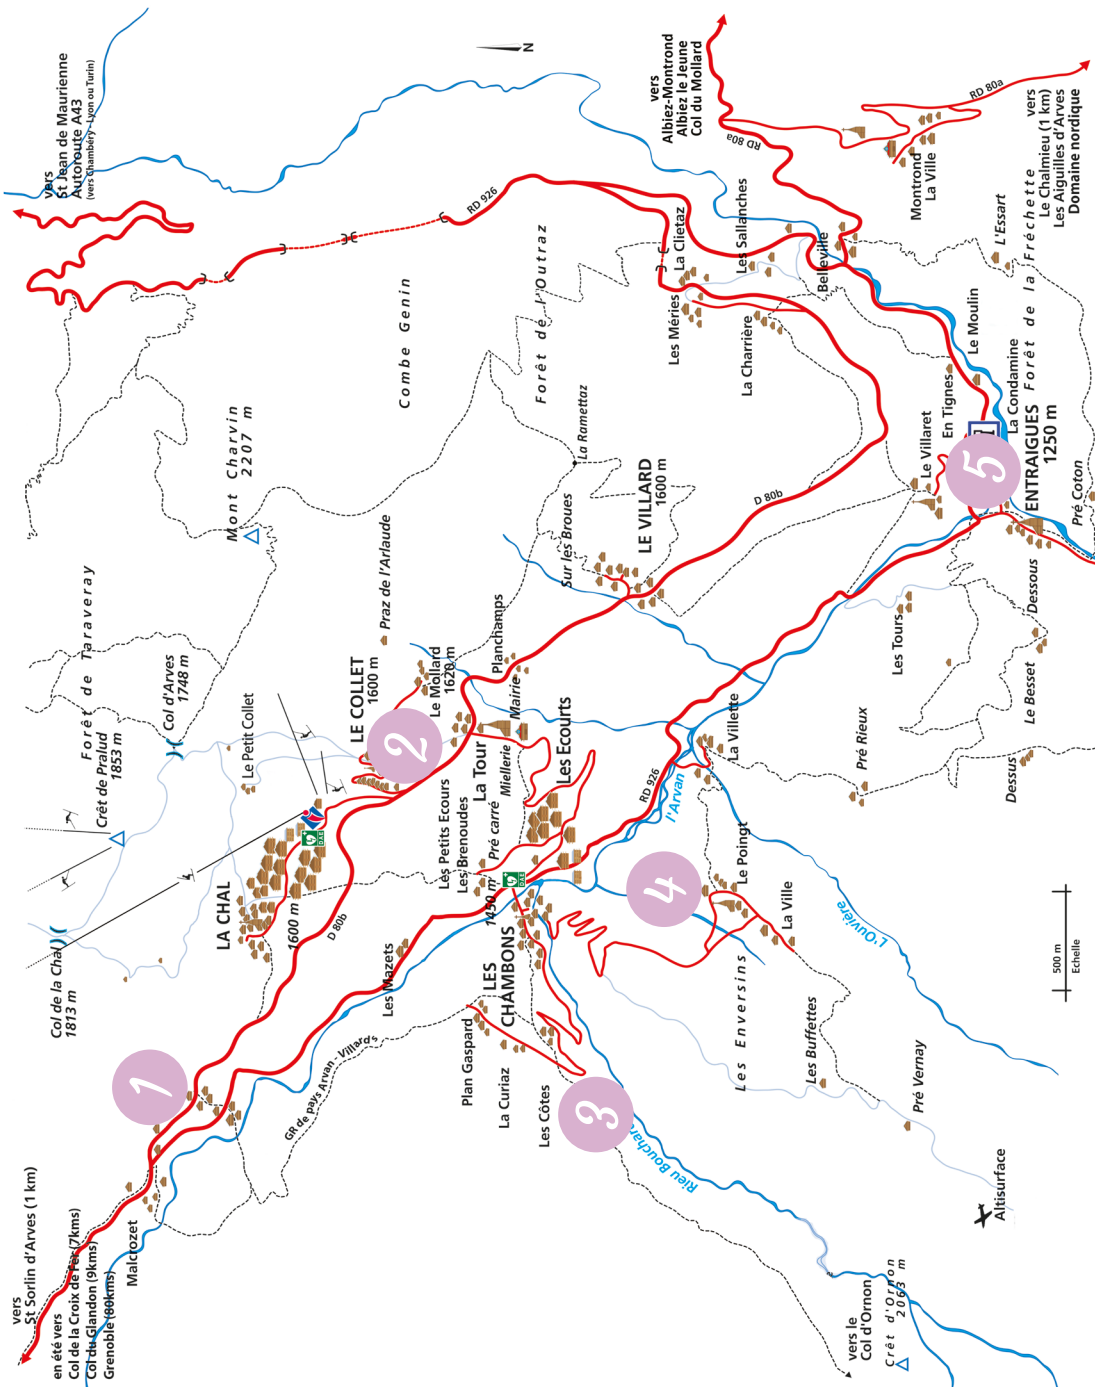 vers
St Jean de Maurienne
Autoroute A43
(vers Chambéry - Lyon ou Turin)
N
vers
Albiez-Montrond
Albiez le Jeune
Col du Mollard
RD 80a
RD 80a
Montrond
La Ville
vers
Le Chalmieu (1 km)
Les Aiguilles d'Arves
Domaine nordique
RD 926
La Clietaz
Les Sallanches
Belleville
L'Essart
Forêt de la Fréchette
Combe Genin
Forêt de l'Outraz
Les Méries
La Charrière
Le Moulin
La Condamine
En Tignes
Le Villaret
5
ENTRAIGUES
1250 m
Pré Coton
Mont Charvin
2207 m
La Ramettaz
LE VILLARD
1600 m
D 80b
Sur les Broues
Praz de l'Arlaude
Forêt de Taraveray
Col d'Arves
1748 m
Crêt de Pralud
1853 m
Le Petit Collet
LE COLLET
1600 m
2
Le Mollard
1620 m
Planchamps
Mairie
La Tour
Miellerie
Les Ecourts
Les Tours
Dessous
Le Besset
Dessus
Pré Rieux
La Villette
RD 926
l'Arvan
Les Petits Ecours
Les Brenoudes
Pré carré
1450 m
DAE
DAE
LA CHAL
1600 m
D 80b
Col de la Chal
1813 m
Les Mazets
LES
CHAMBONS
4
Le Poingt
La Ville
L'Ouvière
500 m
Echelle
Les Enversins
Les Buffettes
Pré Vernay
Plan Gaspard
La Curiaz
Les Côtes
GR de pays Arvan - Villards
1
3
Rieu Bouchard
Altisurface
Malcrozet
vers
St Sorlin d'Arves (1 km)
en été vers
Col de la Croix de Fer (7kms)
Col du Glandon (9kms)
Grenoble (80kms)
vers le
Col d'Ornon
Crêt d'Ornon
2063 m